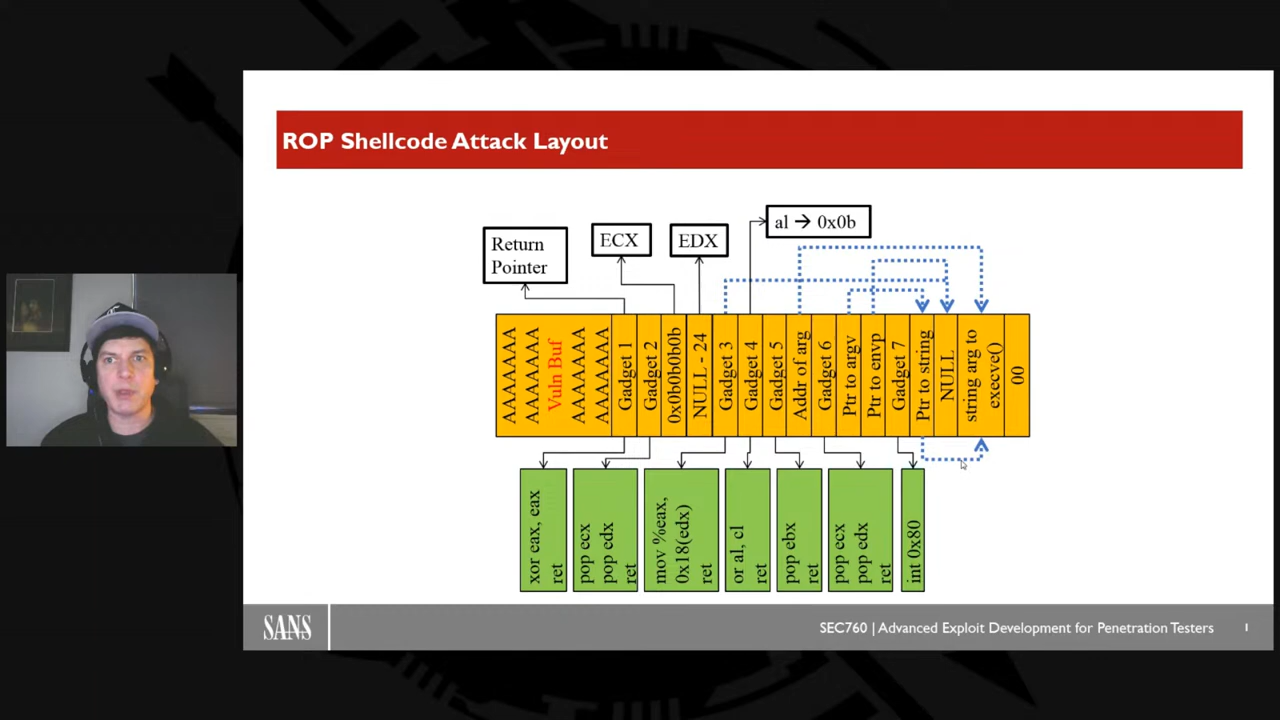 ROP Shellcode Attack Layout
Return
Pointer
ECX
EDX
al → 0x0b
AAAAAAAA
AAAAAAA
Vuln Buf
AAAAAAA
AAAAAAAA
Gadget 1
Gadget 2
0x0b0b0b0b
NULL - 24
Gadget 3
Gadget 4
Gadget 5
Addr of arg
Gadget 6
Ptr to argv
Ptr to envp
Gadget 7
Ptr to string
NULL
string arg to
execve()
00
xor eax, eax
ret
pop ecx
pop edx
ret
mov %eax,
0x18(edx)
ret
or al, cl
ret
pop ebx
ret
pop ecx
pop edx
ret
int 0x80
SANS
SEC760 | Advanced Exploit Development for Penetration Testers
1